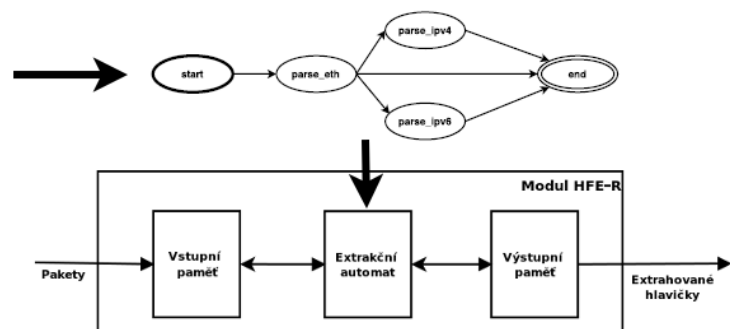 parse_ipv4
start
parse_eth
end
parse_ipv6
Modul HFE-R
Vstupní
paměť
Extrakční
automat
Výstupní
paměť
Pakety
Extrahované
hlavičky